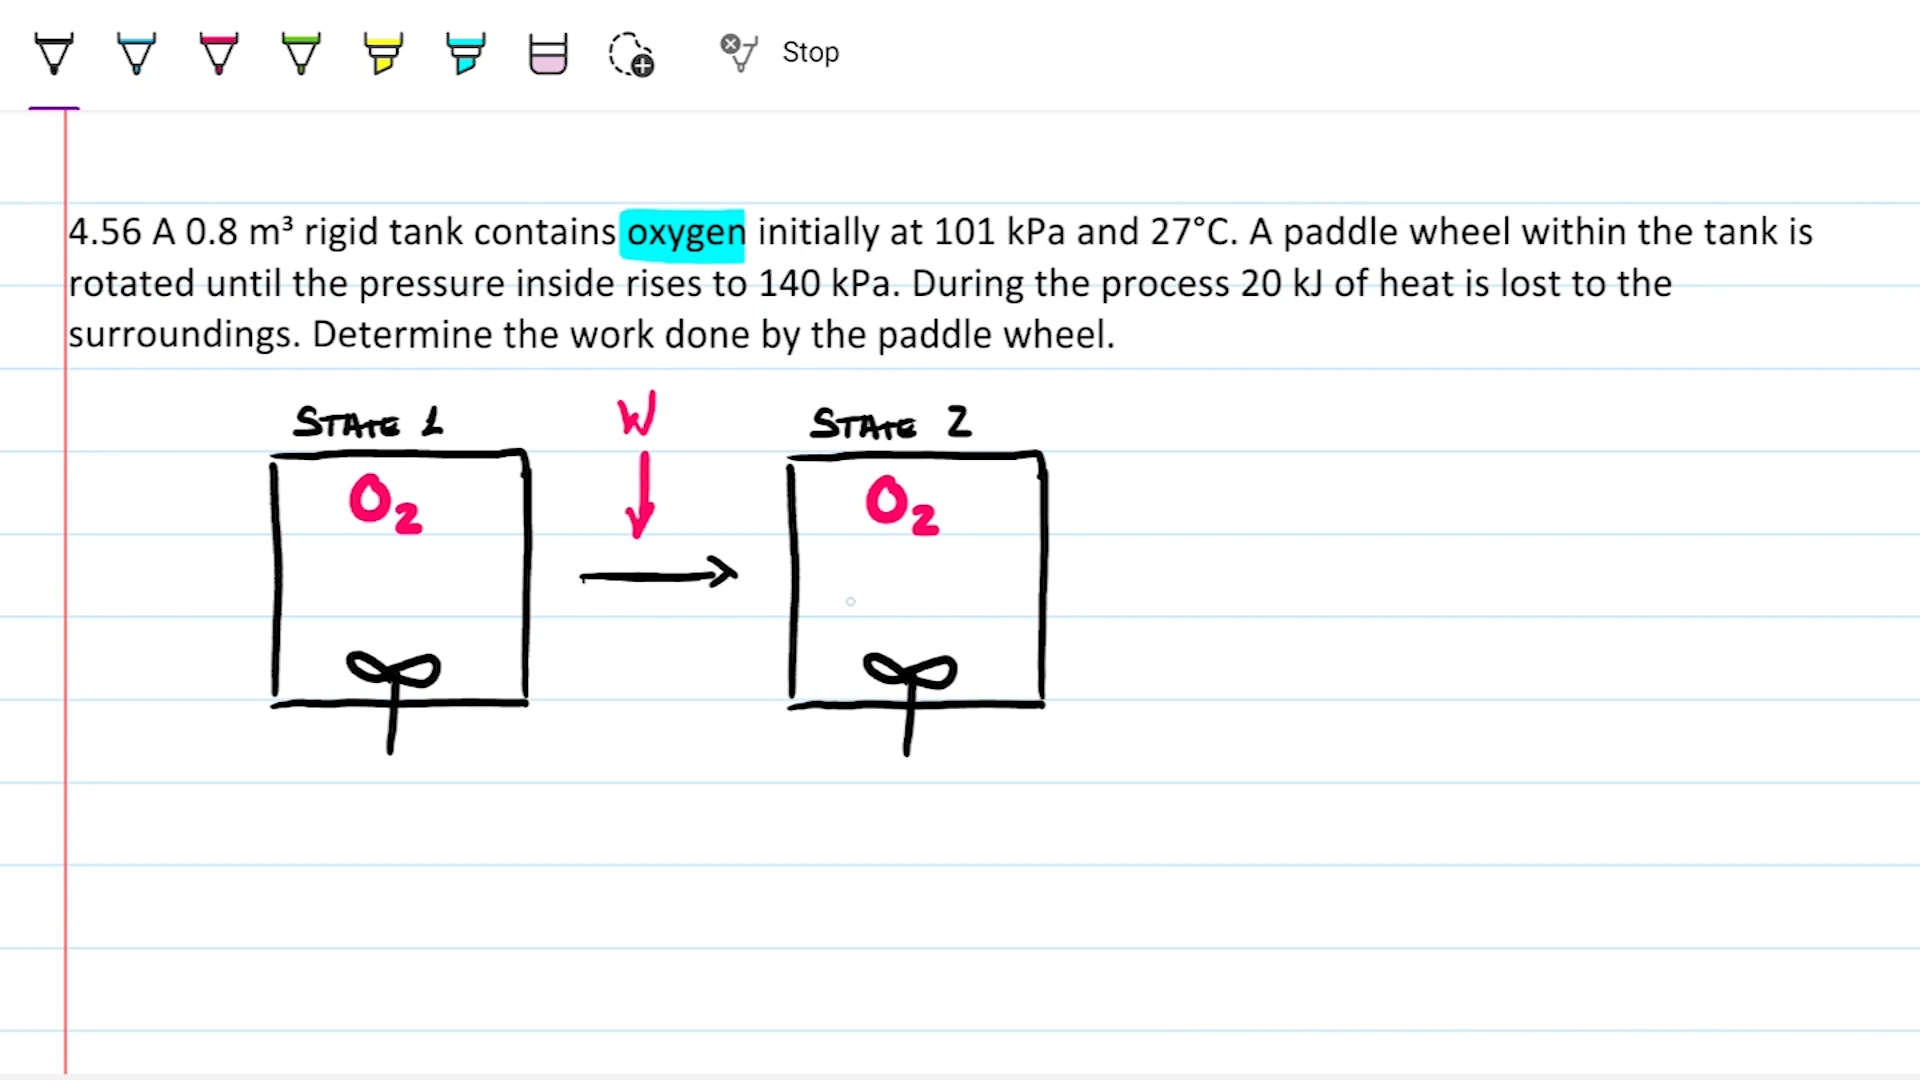 Stop
4.56 A 0.8 m³ rigid tank contains oxygen initially at 101 kPa and 27°C. A paddle wheel within the tank is
rotated until the pressure inside rises to 140 kPa. During the process 20 kJ of heat is lost to the
surroundings. Determine the work done by the paddle wheel.
STATE 1
W
STATE 2
O₂
O₂